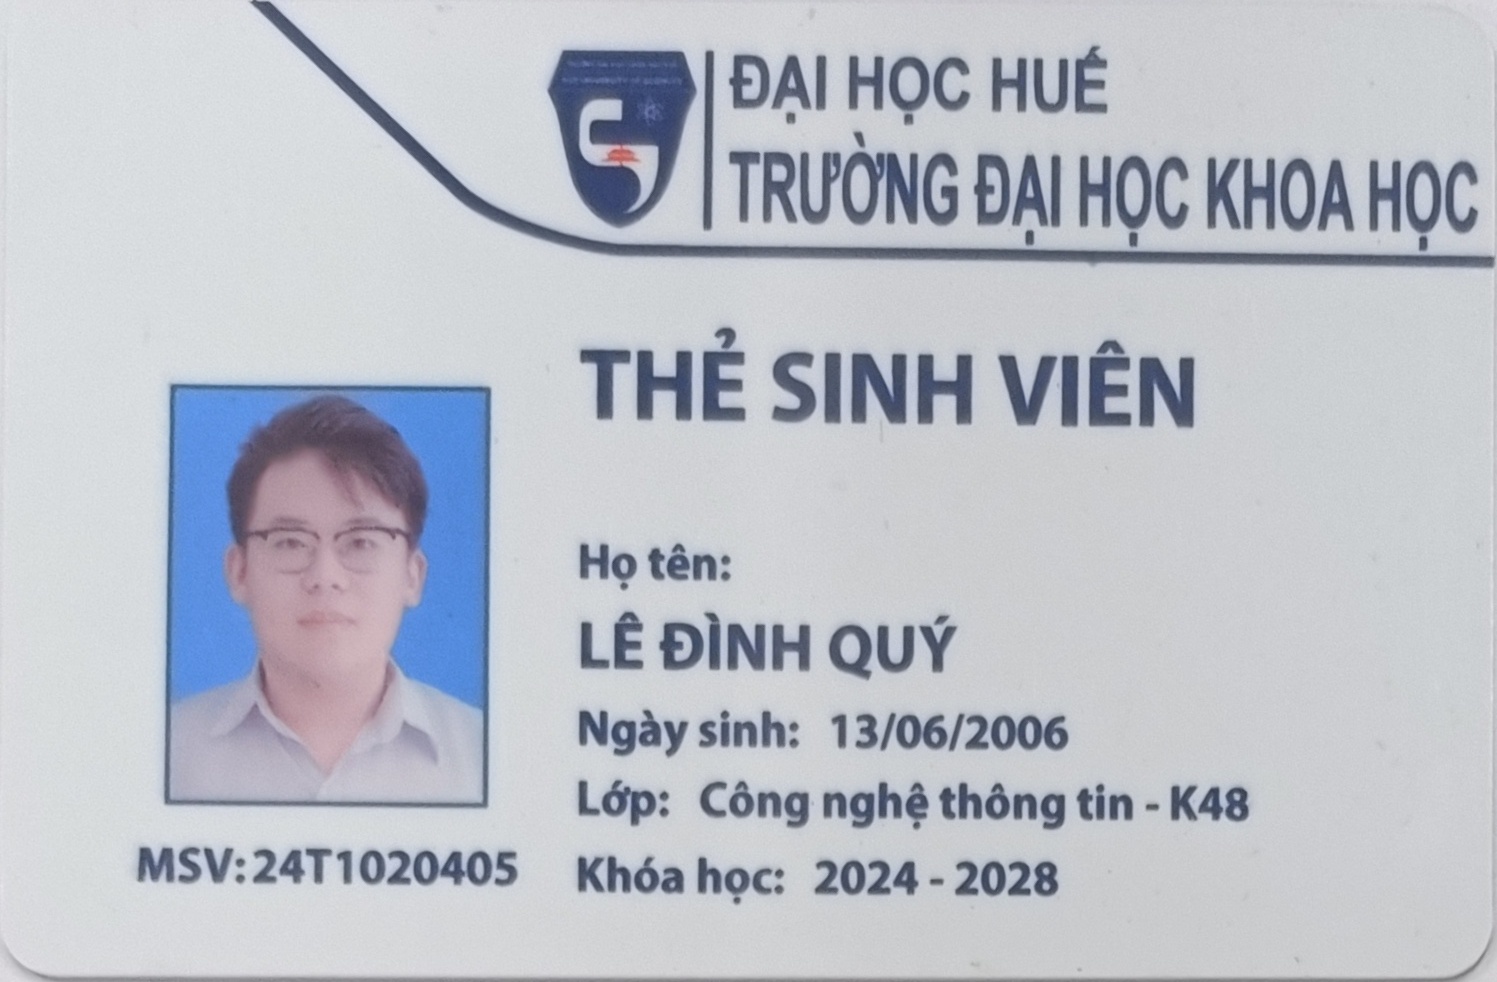 ĐẠI HỌC HUẾ
TRƯỜNG ĐẠI HỌC KHOA HỌC
THẺ SINH VIÊN
Họ tên:
LÊ ĐÌNH QUÝ
Ngày sinh: 13/06/2006
Lớp: Công nghệ thông tin - K48
Khóa học: 2024 - 2028
MSV: 24T1020405